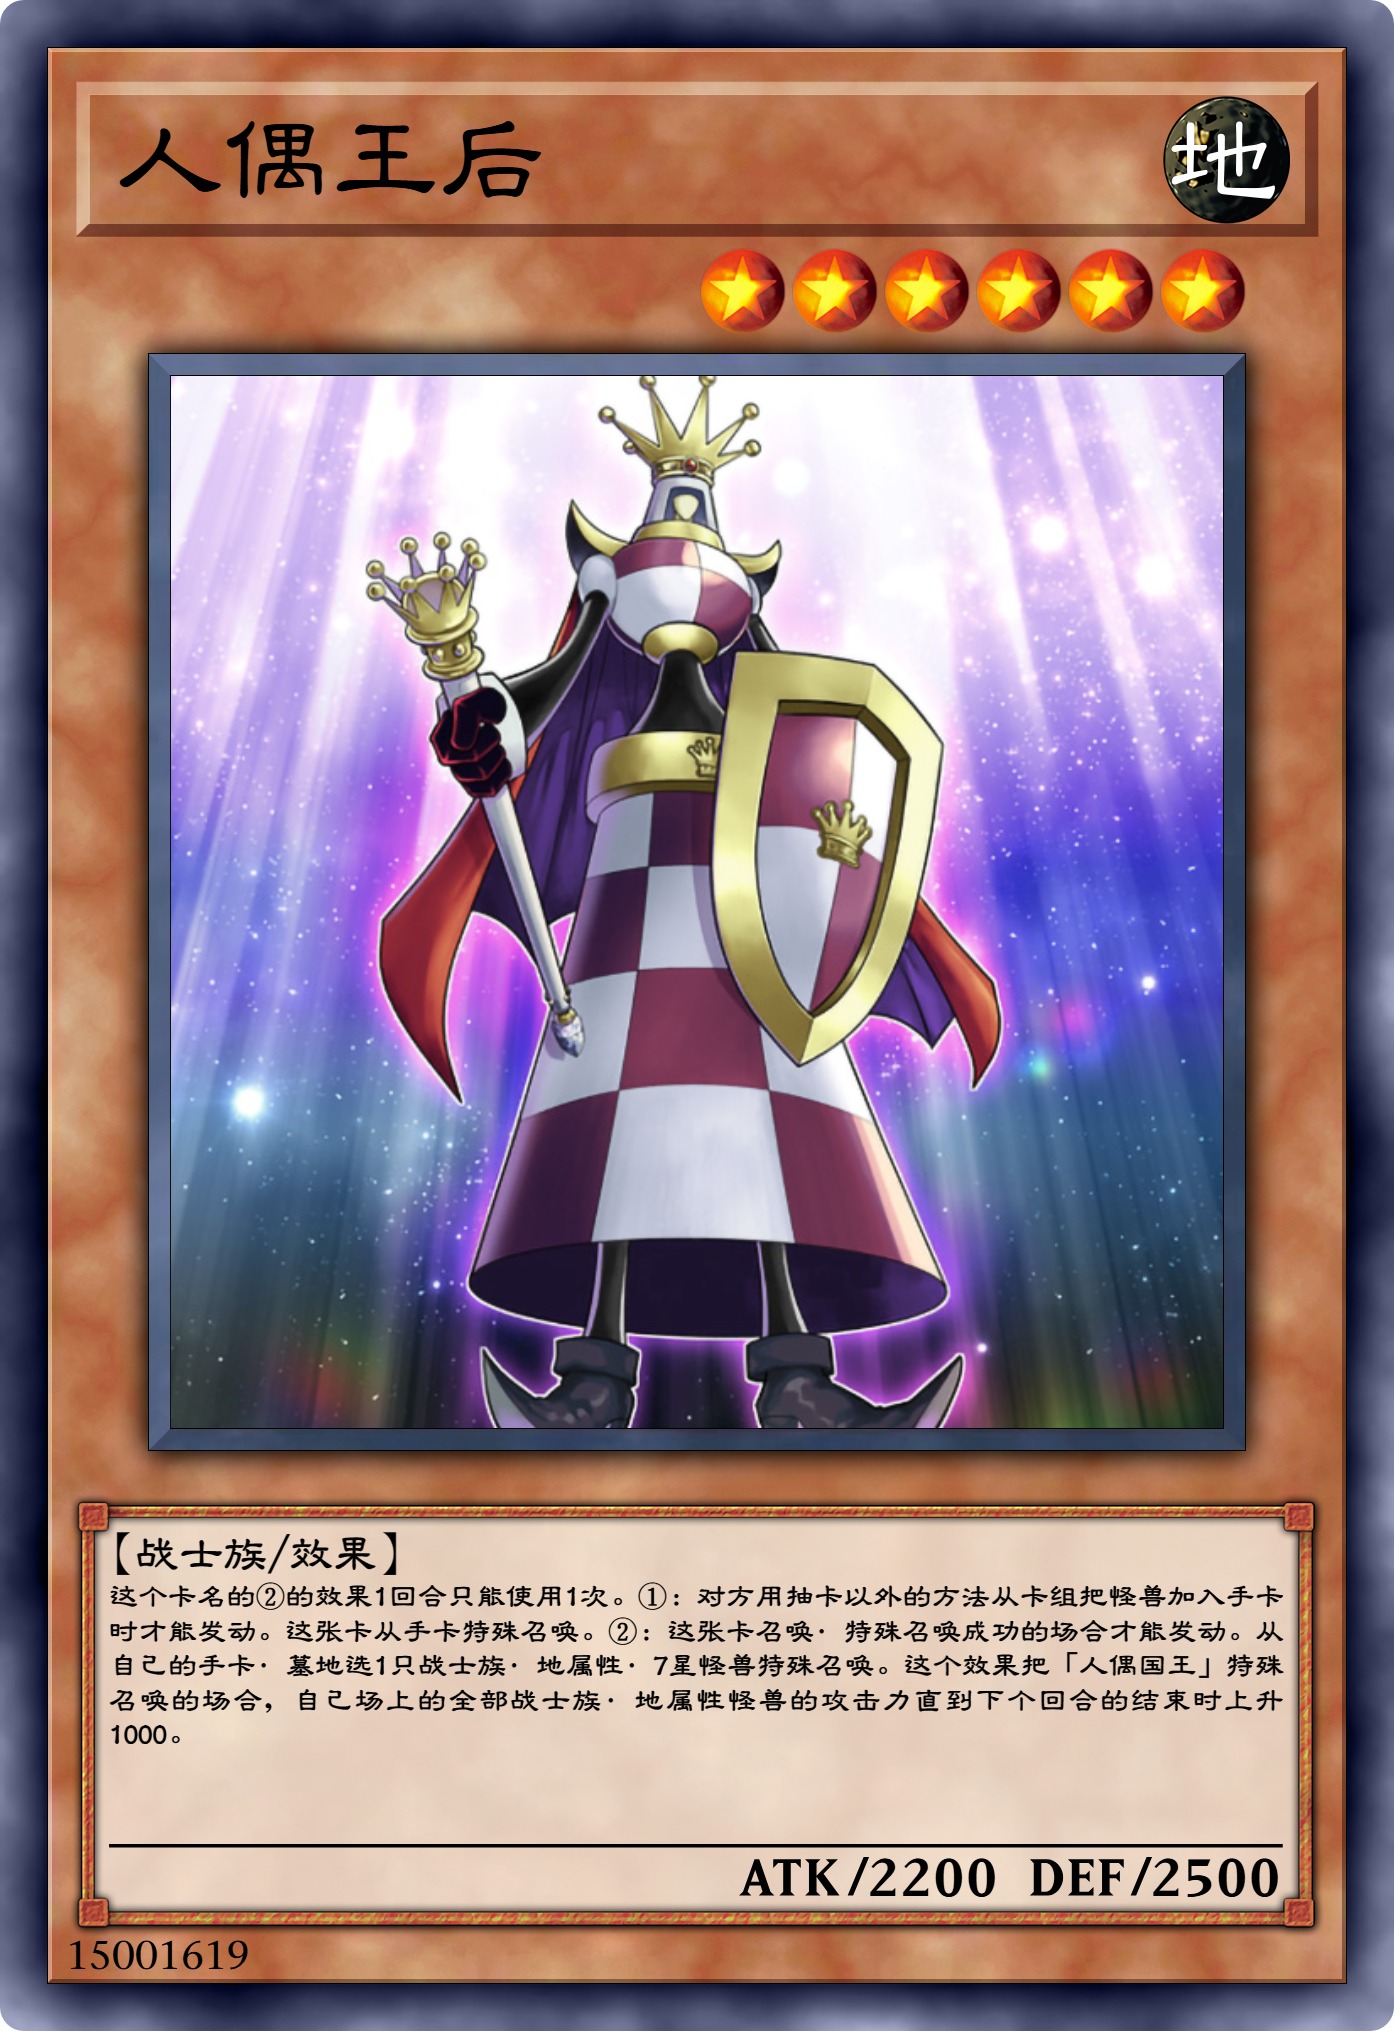 人偶王后
地
【战士族/效果】
这个卡名的②的效果1回合只能使用1次。①：对方用抽卡以外的方法从卡组把怪兽加入手卡
时才能发动。这张卡从手卡特殊召唤。②：这张卡召唤·特殊召唤成功的场合才能发动。从
自己的手卡·墓地选1只战士族·地属性·7星怪兽特殊召唤。这个效果把「人偶国王」特殊
召唤的场合，自己场上的全部战士族·地属性怪兽的攻击力直到下个回合的结束时上升
1000。
ATK/2200 DEF/2500
15001619